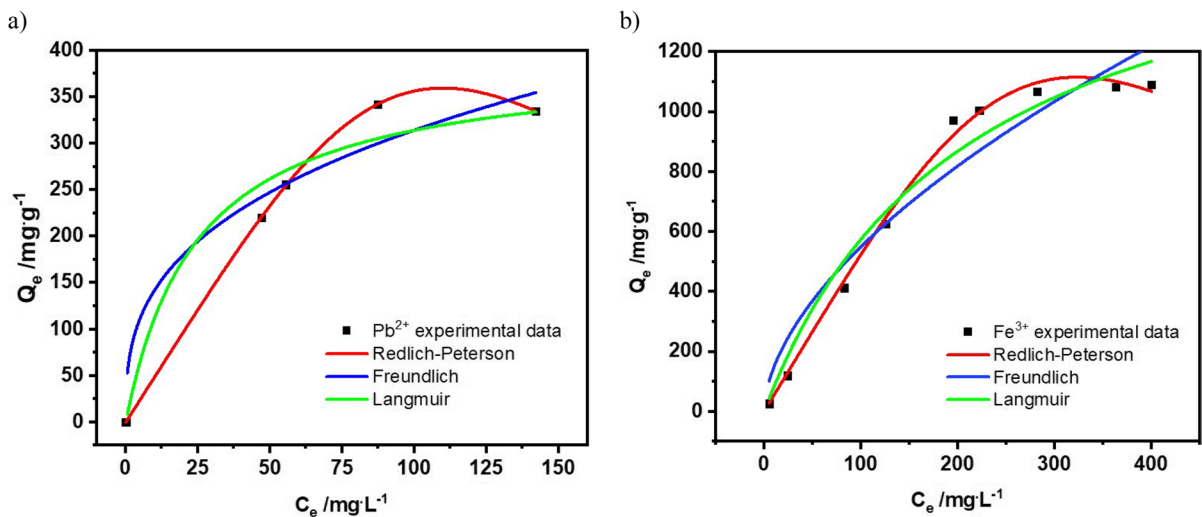 a)
400
350
300
250
200
150
100
50
0
Qe /mg·g-1
0 25 50 75 100 125 150
Ce /mg·L-1
Pb2+ experimental data
Redlich-Peterson
Freundlich
Langmuir
b)
1200
1000
800
600
400
200
0
Qe /mg·g-1
0 100 200 300 400
Ce /mg·L-1
Fe3+ experimental data
Redlich-Peterson
Freundlich
Langmuir